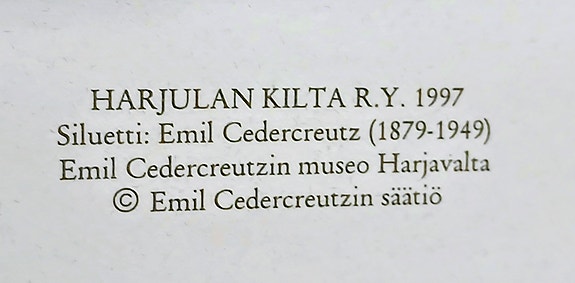 HARJULAN KILTA R.Y. 1997
Siluetti: Emil Cedercreutz (1879-1949)
Emil Cedercreutzin museo Harjavalta
© Emil Cedercreutzin säätiö